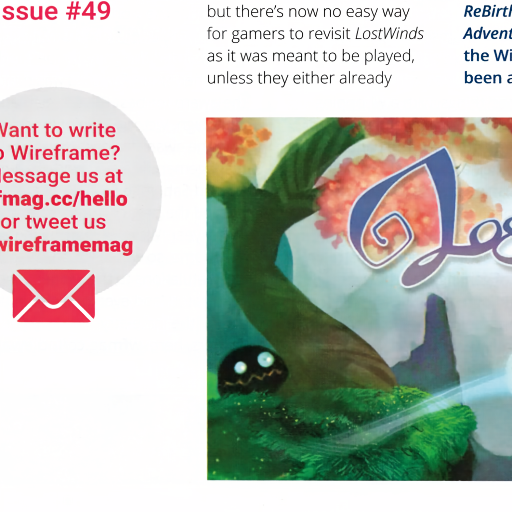 ssue #49
Want to write
Wireframe?
essage us at
fmag.cc/hello
or tweet us
wireframemag
but there's now no easy way
for gamers to revisit LostWinds
as it was meant to be played,
unless they either already
ReBirth
Advent
the Wi
been a
Los